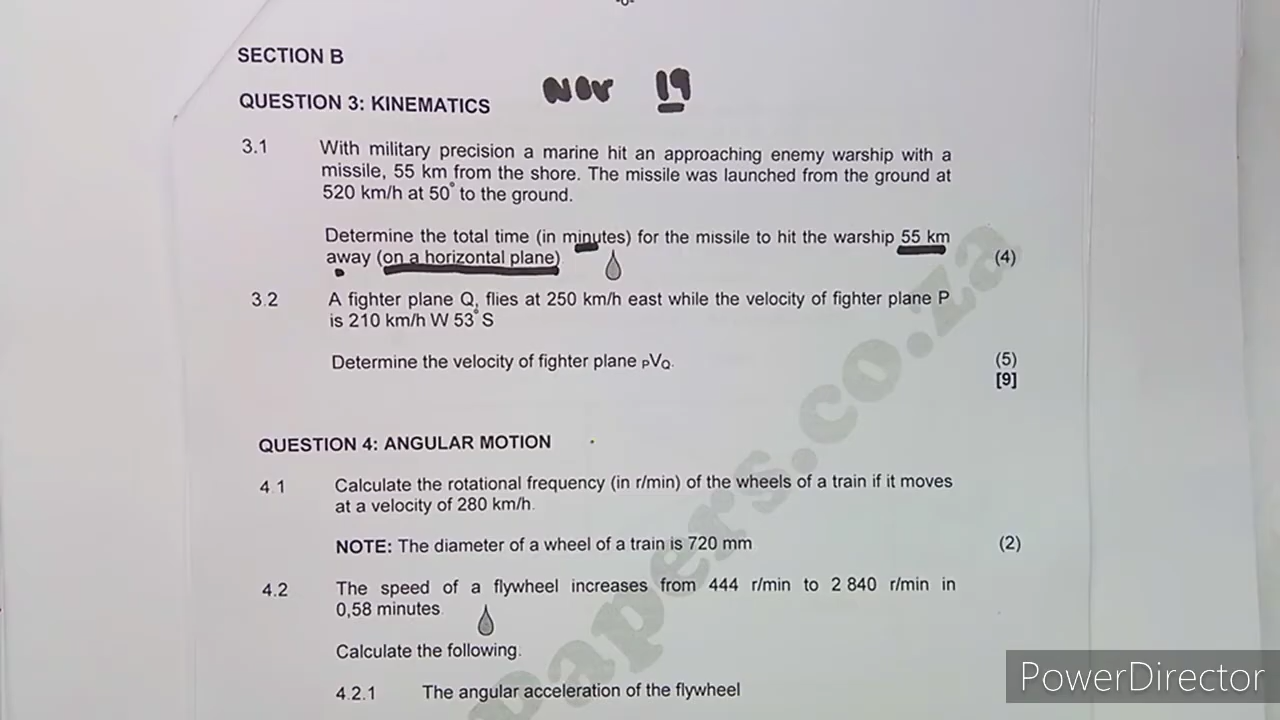 SECTION B
Nov 19
QUESTION 3: KINEMATICS
3.1 With military precision a marine hit an approaching enemy warship with a
missile, 55 km from the shore. The missile was launched from the ground at
520 km/h at 50° to the ground.
Determine the total time (in minutes) for the missile to hit the warship 55 km
away (on a horizontal plane) (4)
3.2 A fighter plane Q, flies at 250 km/h east while the velocity of fighter plane P
is 210 km/h W 53° S
Determine the velocity of fighter plane PVQ. (5)
[9]
QUESTION 4: ANGULAR MOTION
4.1 Calculate the rotational frequency (in r/min) of the wheels of a train if it moves
at a velocity of 280 km/h.
NOTE: The diameter of a wheel of a train is 720 mm (2)
4.2 The speed of a flywheel increases from 444 r/min to 2 840 r/min in
0,58 minutes.
Calculate the following:
4.2.1 The angular acceleration of the flywheel
papers.co.za
PowerDirector